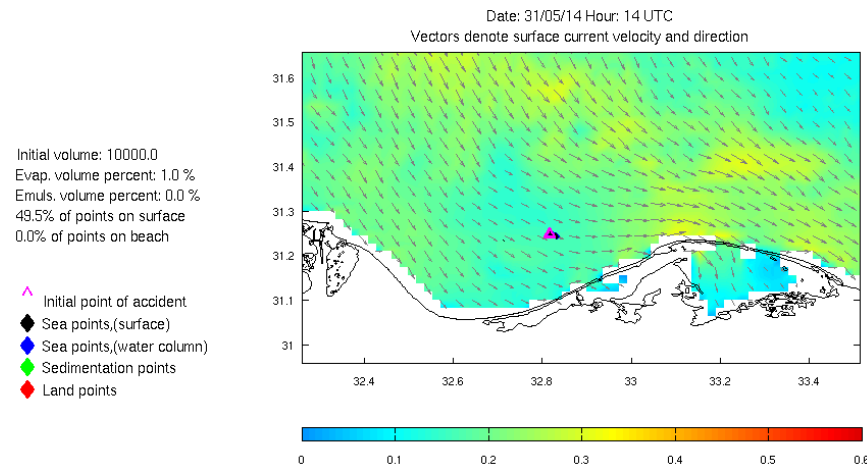 Date: 31/05/14 Hour: 14 UTC
Vectors denote surface current velocity and direction
Initial volume: 10000.0
Evap. volume percent: 1.0 %
Emuls. volume percent: 0.0 %
49.5% of points on surface
0.0% of points on beach
Initial point of accident
Sea points,(surface)
Sea points,(water column)
Sedimentation points
Land points
31.6
31.5
31.4
31.3
31.2
31.1
31
32.4 32.6 32.8 33 33.2 33.4
0 0.1 0.2 0.3 0.4 0.5 0.6